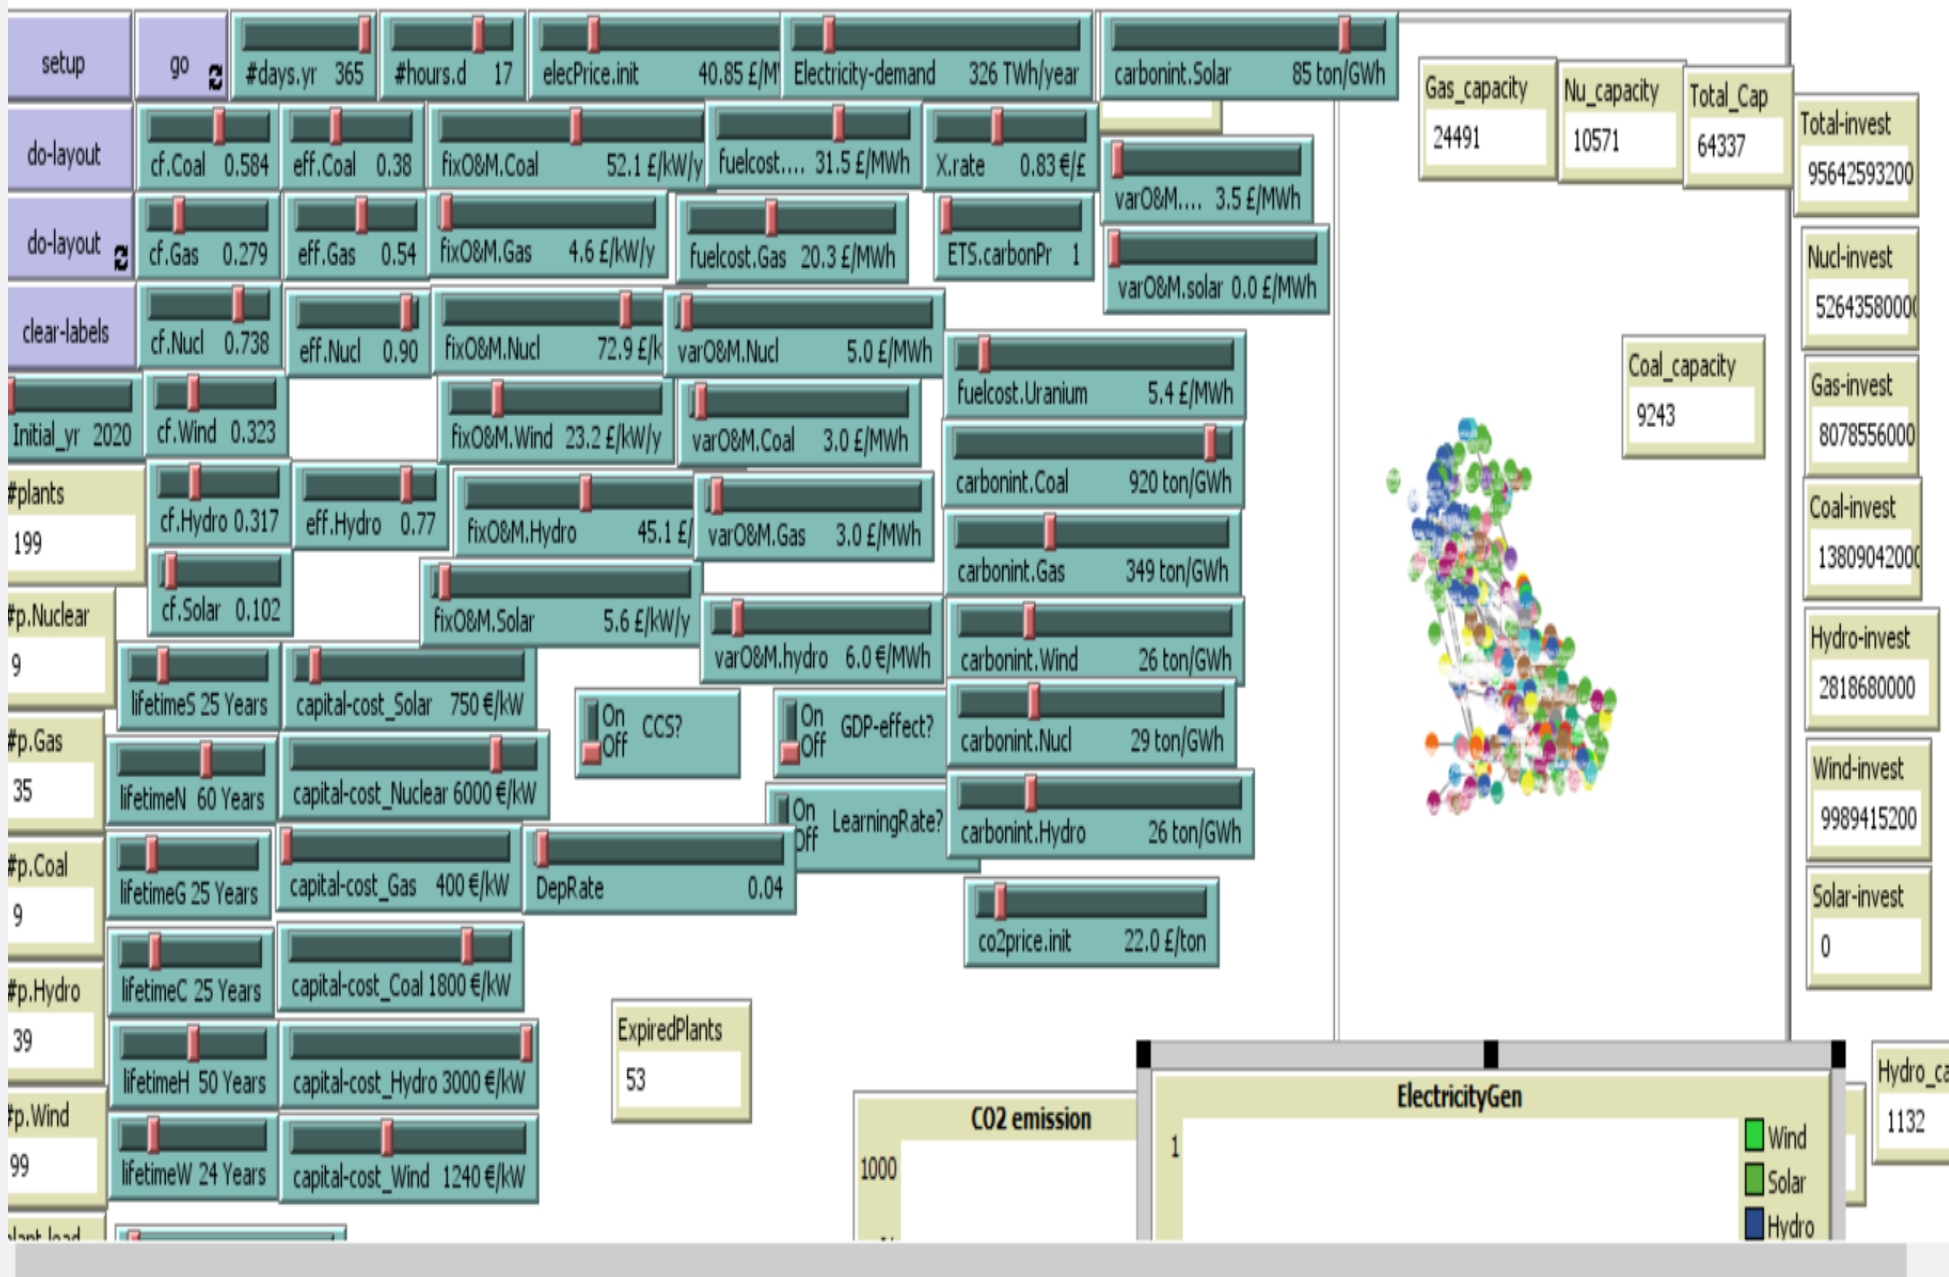 setup
go
#days.yr 365
#hours.d 17
elecPrice.init 40.85 £/M
Electricity-demand 326 TWh/year
carbonint.Solar 85 ton/GWh
Gas_capacity
24491
Nu_capacity
10571
Total_Cap
64337
Total-invest
95642593200
do-layout
cf.Coal 0.584
eff.Coal 0.38
fixO&M.Coal 52.1 £/kW/y
fuelcost.... 31.5 £/MWh
X.rate 0.83 €/£
varO&M.... 3.5 £/MWh
do-layout
cf.Gas 0.279
eff.Gas 0.54
fixO&M.Gas 4.6 £/kW/y
fuelcost.Gas 20.3 £/MWh
ETS.carbonPr 1
varO&M.solar 0.0 £/MWh
Nucl-invest
5264358000
clear-labels
cf.Nucl 0.738
eff.Nucl 0.90
fixO&M.Nucl 72.9 £/k
varO&M.Nucl 5.0 £/MWh
fuelcost.Uranium 5.4 £/MWh
Coal_capacity
9243
Gas-invest
8078556000
Initial_yr 2020
cf.Wind 0.323
fixO&M.Wind 23.2 £/kW/y
varO&M.Coal 3.0 £/MWh
carbonint.Coal 920 ton/GWh
#plants
199
cf.Hydro 0.317
eff.Hydro 0.77
fixO&M.Hydro 45.1 £/
varO&M.Gas 3.0 £/MWh
carbonint.Gas 349 ton/GWh
Coal-invest
1380904200
#p.Nuclear
9
cf.Solar 0.102
fixO&M.Solar 5.6 £/kW/y
varO&M.hydro 6.0 €/MWh
carbonint.Wind 26 ton/GWh
Hydro-invest
2818680000
lifetimeS 25 Years
capital-cost_Solar 750 €/kW
On
Off
CCS?
On
Off
GDP-effect?
carbonint.Nucl 29 ton/GWh
#p.Gas
35
lifetimeN 60 Years
capital-cost_Nuclear 6000 €/kW
On
Off
LearningRate?
carbonint.Hydro 26 ton/GWh
Wind-invest
9989415200
#p.Coal
9
lifetimeG 25 Years
capital-cost_Gas 400 €/kW
DepRate 0.04
co2price.init 22.0 £/ton
Solar-invest
0
#p.Hydro
39
lifetimeC 25 Years
capital-cost_Coal 1800 €/kW
ExpiredPlants
53
lifetimeH 50 Years
capital-cost_Hydro 3000 €/kW
#p.Wind
99
lifetimeW 24 Years
capital-cost_Wind 1240 €/kW
CO2 emission
1000
ElectricityGen
1
Wind
Solar
Hydro
Hydro_ca
1132